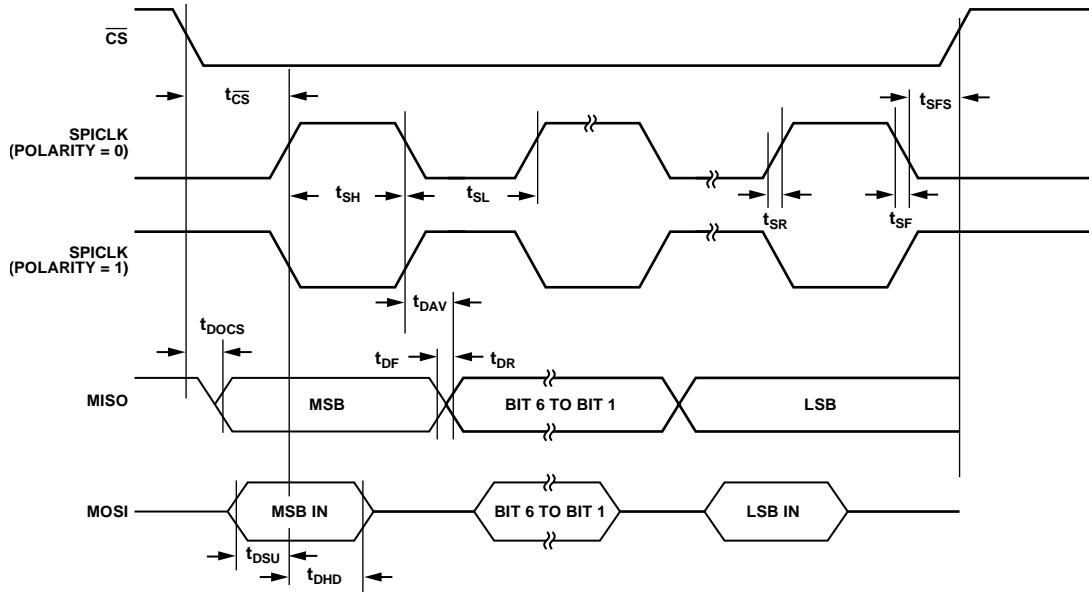 CS
tCS
tSFS
SPICLK
(POLARITY = 0)
tSH
tSL
tSR
tSF
SPICLK
(POLARITY = 1)
tDAV
tDOCS
tDF
tDR
MISO
MSB
BIT 6 TO BIT 1
LSB
MOSI
MSB IN
BIT 6 TO BIT 1
LSB IN
tDSU
tDHD